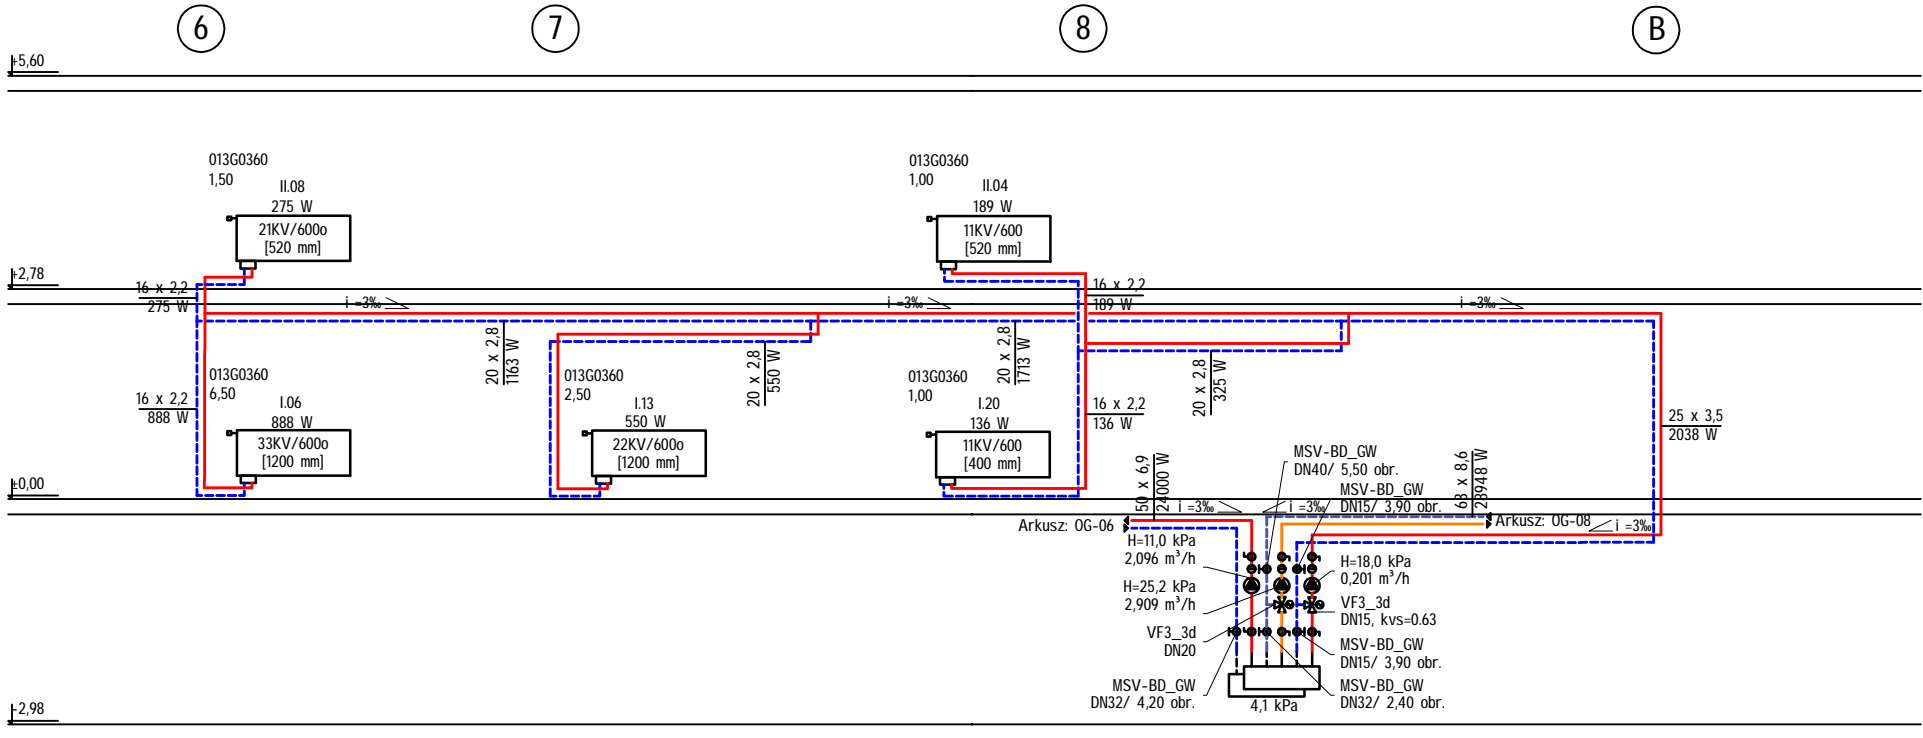 6
7
8
B
+5,60
013G0360
1,50
II.08
275 W
21KV/600o
[520 mm]
013G0360
1,00
II.04
189 W
11KV/600
[520 mm]
+2,78
16 x 2,2
275 W
i =3‰
i =3‰
16 x 2,2
189 W
i =3‰
20 x 2,8
1163 W
20 x 2,8
550 W
20 x 2,8
1713 W
20 x 2,8
325 W
013G0360
6,50
16 x 2,2
888 W
I.06
888 W
33KV/600o
[1200 mm]
013G0360
2,50
I.13
550 W
22KV/600o
[1200 mm]
013G0360
1,00
I.20
136 W
11KV/600
[400 mm]
16 x 2,2
136 W
25 x 3,5
2038 W
±0,00
50 x 6,9
24000 W
MSV-BD_GW
DN40/ 5,50 obr.
MSV-BD_GW
DN15/ 3,90 obr.
63 x 8,6
23948 W
i =3‰
i =3‰
Arkusz: OG-06
Arkusz: OG-08
i =3‰
H=11,0 kPa
2,096 m³/h
H=25,2 kPa
2,909 m³/h
VF3_3d
DN20
MSV-BD_GW
DN32/ 4,20 obr.
H=18,0 kPa
0,201 m³/h
VF3_3d
DN15, kvs=0.63
MSV-BD_GW
DN15/ 3,90 obr.
MSV-BD_GW
DN32/ 2,40 obr.
4,1 kPa
-2,98